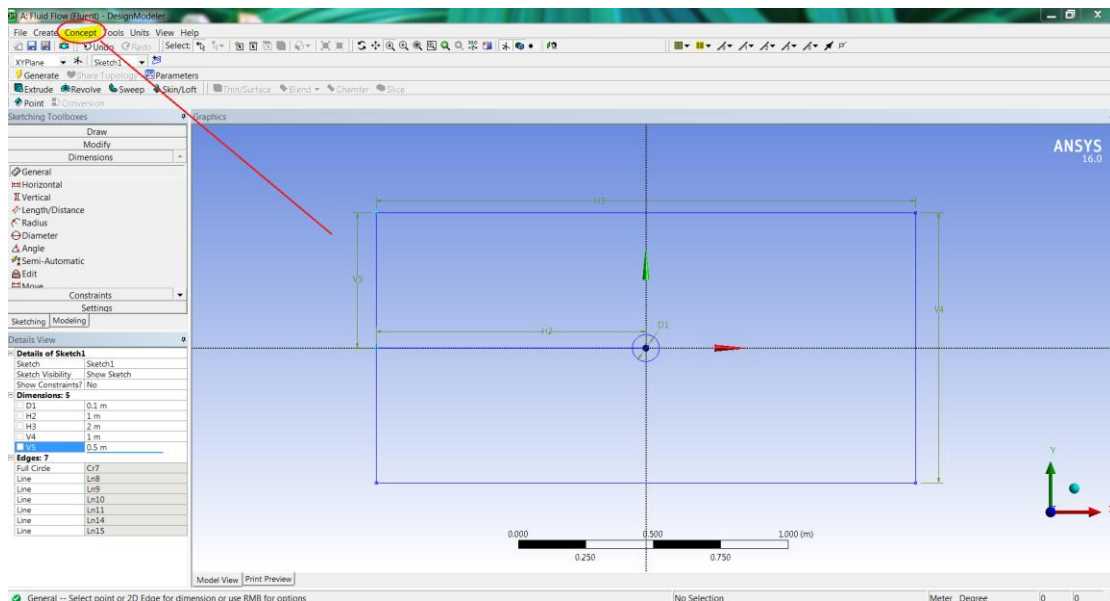 A: Fluid Flow (Fluent) - DesignModeler
File Create Concept Tools Units View Help
Undo Redo Select:
XYPlane Sketch1
Generate Share Topology Parameters
Extrude Revolve Sweep Skin/Loft Thin/Surface Blend Chamfer Slice
Point Conversion
Sketching Toolboxes
Draw
Modify
Dimensions
General
Horizontal
Vertical
Length/Distance
Radius
Diameter
Angle
Semi-Automatic
Edit
Move
Constraints
Settings
Sketching Modeling
Details View
Details of Sketch1
Sketch Sketch1
Sketch Visibility Show Sketch
Show Constraints? No
Dimensions: 5
D1 0.1 m
H2 1 m
H3 2 m
V4 1 m
V5 0.5 m
Edges: 7
Full Circle Cr7
Line Ln8
Line Ln9
Line Ln10
Line Ln11
Line Ln14
Line Ln15
Graphics
ANSYS
16.0
H3
V5
V4
H2
D1
Y
0.000 0.500 1.000 (m)
0.250 0.750
Model View Print Preview
General -- Select point or 2D Edge for dimension or use RMB for options No Selection Meter Degree 0 0